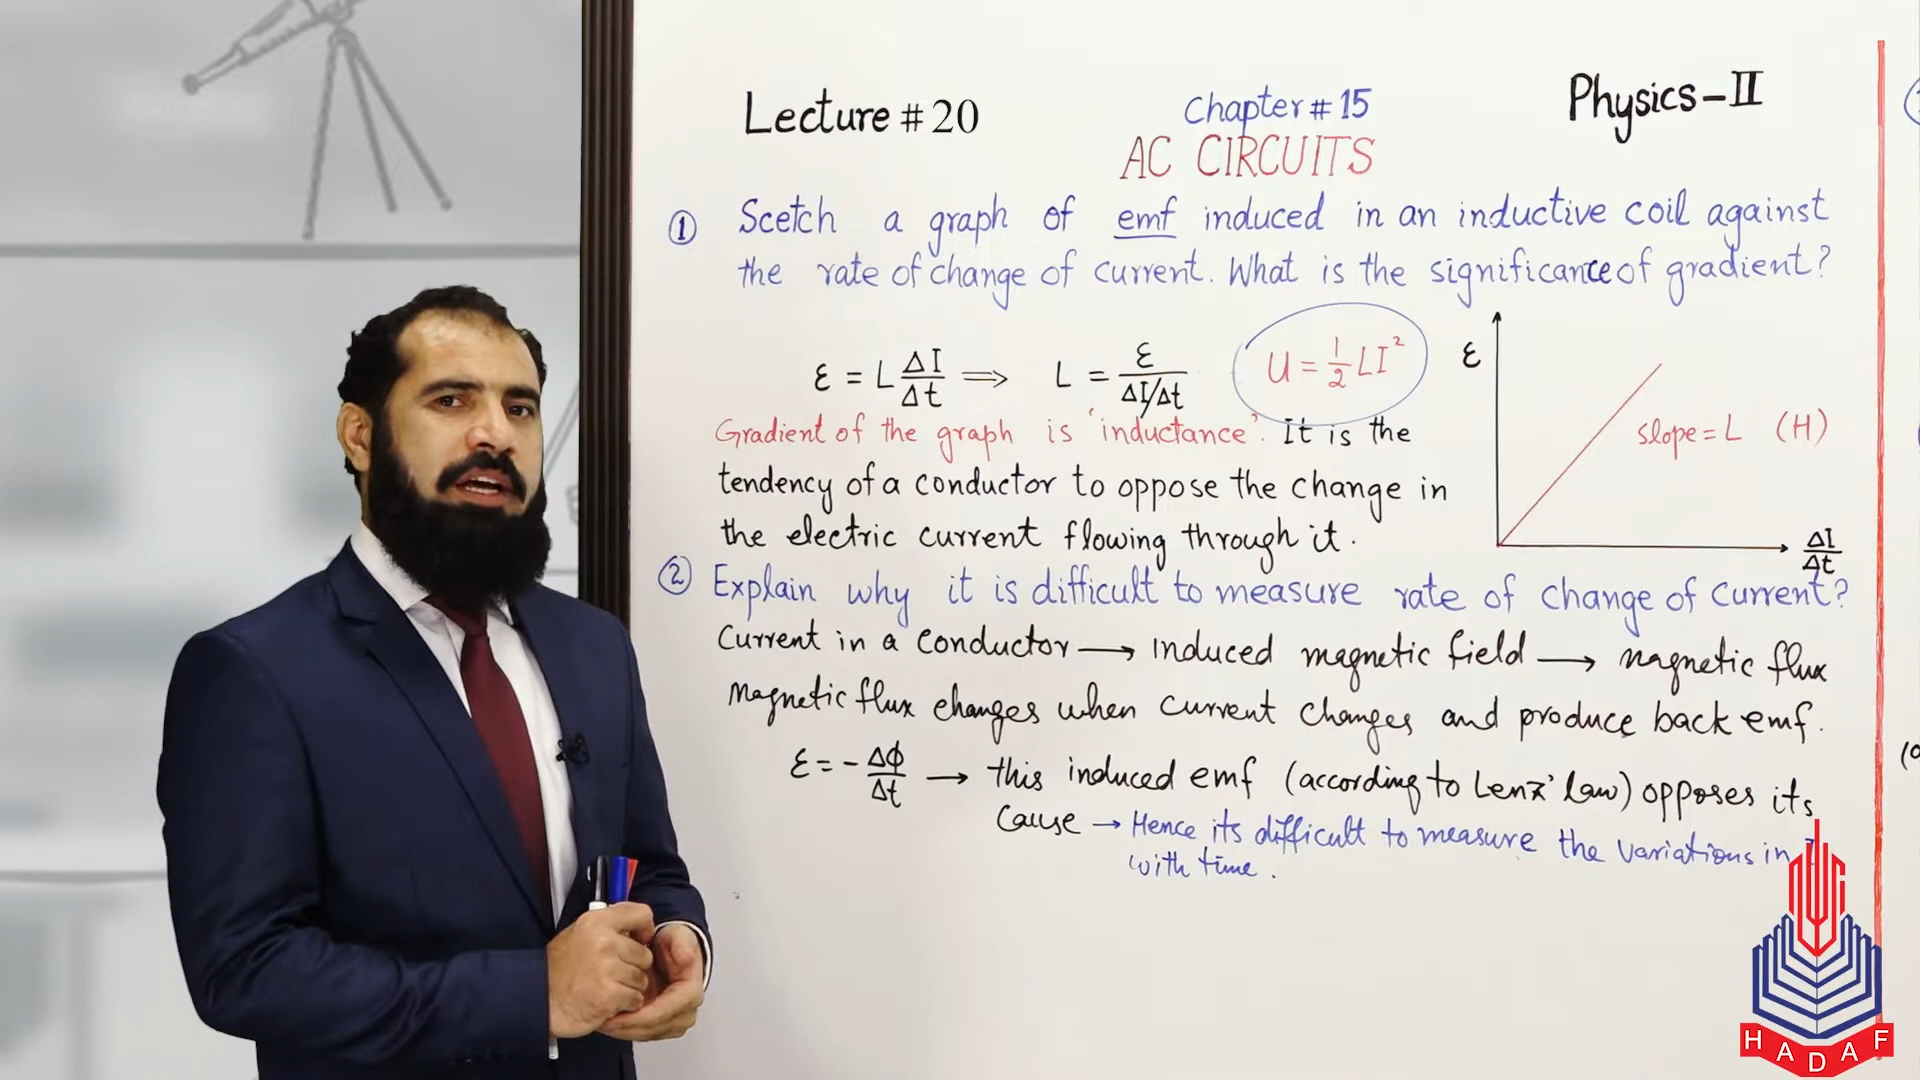 Lecture # 20
Chapter # 15
Physics-II
AC CIRCUITS
① Scetch a graph of emf induced in an inductive coil against
the rate of change of current. What is the significance of gradient?
ε = L ΔI/Δt ⟹ L = ε/(ΔI/Δt)
U = 1/2 LI²
ε
Gradient of the graph is 'inductance'. It is the
slope = L (H)
tendency of a conductor to oppose the change in
the electric current flowing through it.
ΔI/Δt
② Explain why it is difficult to measure rate of change of current?
Current in a conductor → induced magnetic field → magnetic flux
Magnetic flux changes when current changes and produce back emf.
ε = - Δϕ/Δt → this induced emf (according to Lenz' law) opposes its
cause → Hence its difficult to measure the variations in I
with time.
HADAF